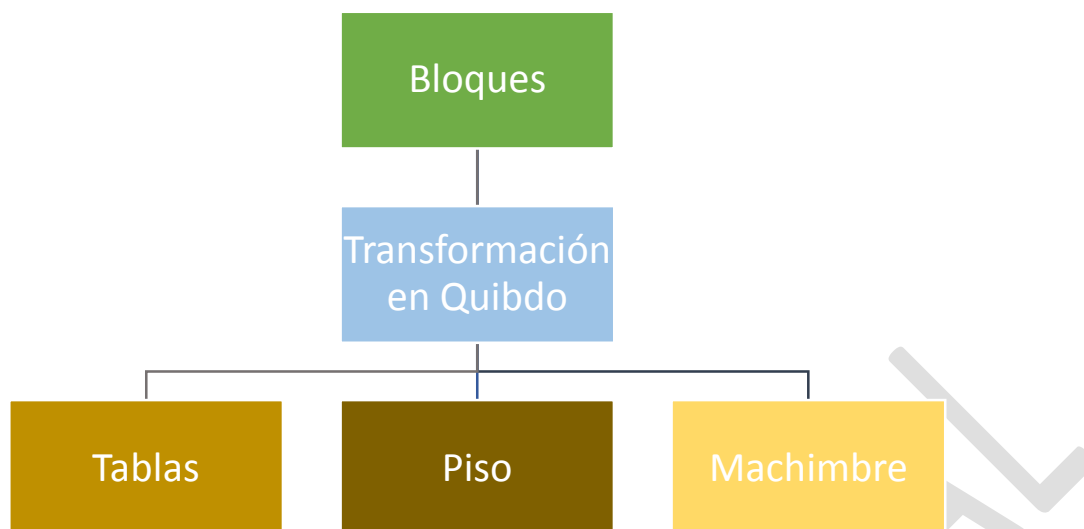 Bloques
Transformación
en Quibdo
Tablas
Piso
Machimbre